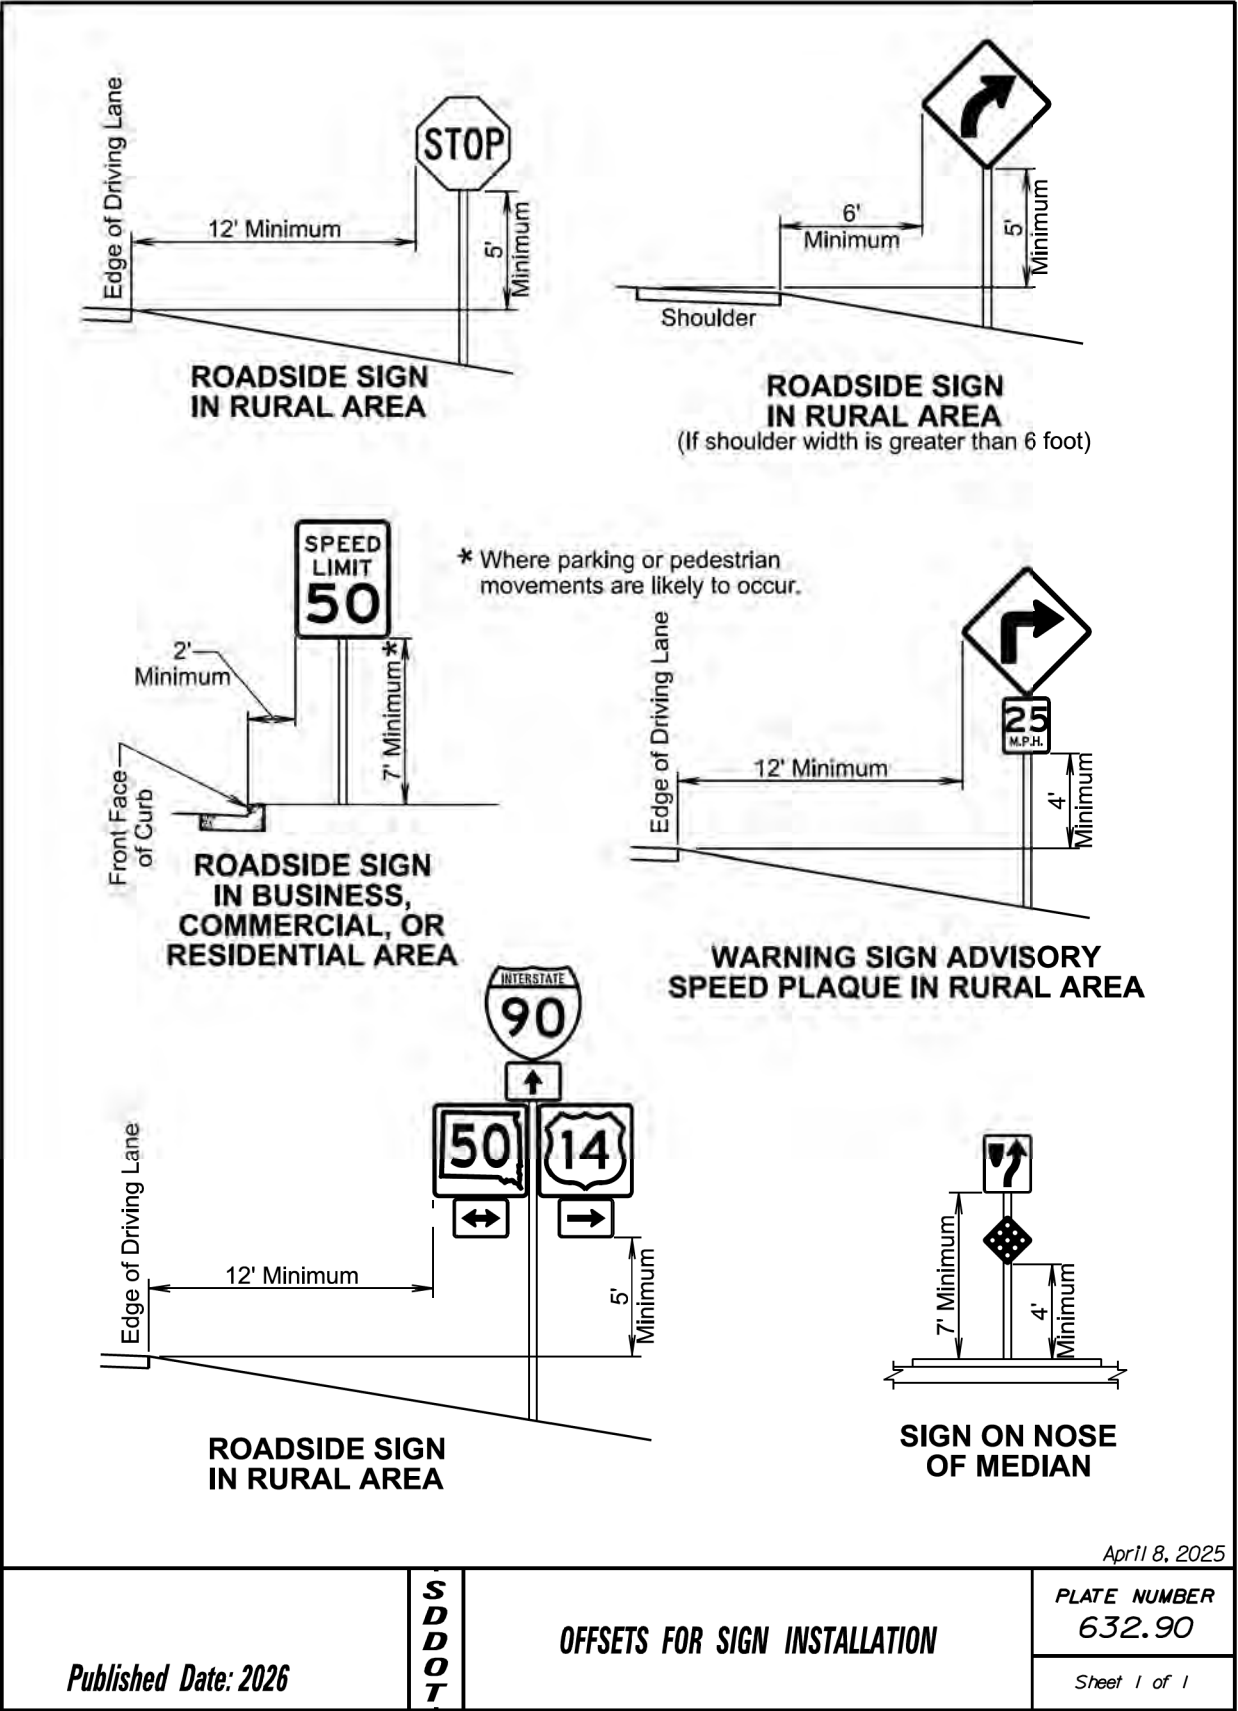 Edge of Driving Lane
STOP
12' Minimum
5'
Minimum
ROADSIDE SIGN
IN RURAL AREA
6'
Minimum
5'
Minimum
Shoulder
ROADSIDE SIGN
IN RURAL AREA
(If shoulder width is greater than 6 foot)
SPEED
LIMIT
50
* Where parking or pedestrian
movements are likely to occur.
2'
Minimum
7' Minimum *
Front Face
of Curb
ROADSIDE SIGN
IN BUSINESS,
COMMERCIAL, OR
RESIDENTIAL AREA
Edge of Driving Lane
25
M.P.H.
12' Minimum
4'
Minimum
WARNING SIGN ADVISORY
SPEED PLAQUE IN RURAL AREA
INTERSTATE
90
50
14
Edge of Driving Lane
12' Minimum
5'
Minimum
ROADSIDE SIGN
IN RURAL AREA
7' Minimum
4'
Minimum
SIGN ON NOSE
OF MEDIAN
April 8, 2025
Published Date: 2026
SDDOT
OFFSETS FOR SIGN INSTALLATION
PLATE NUMBER
632.90
Sheet 1 of 1